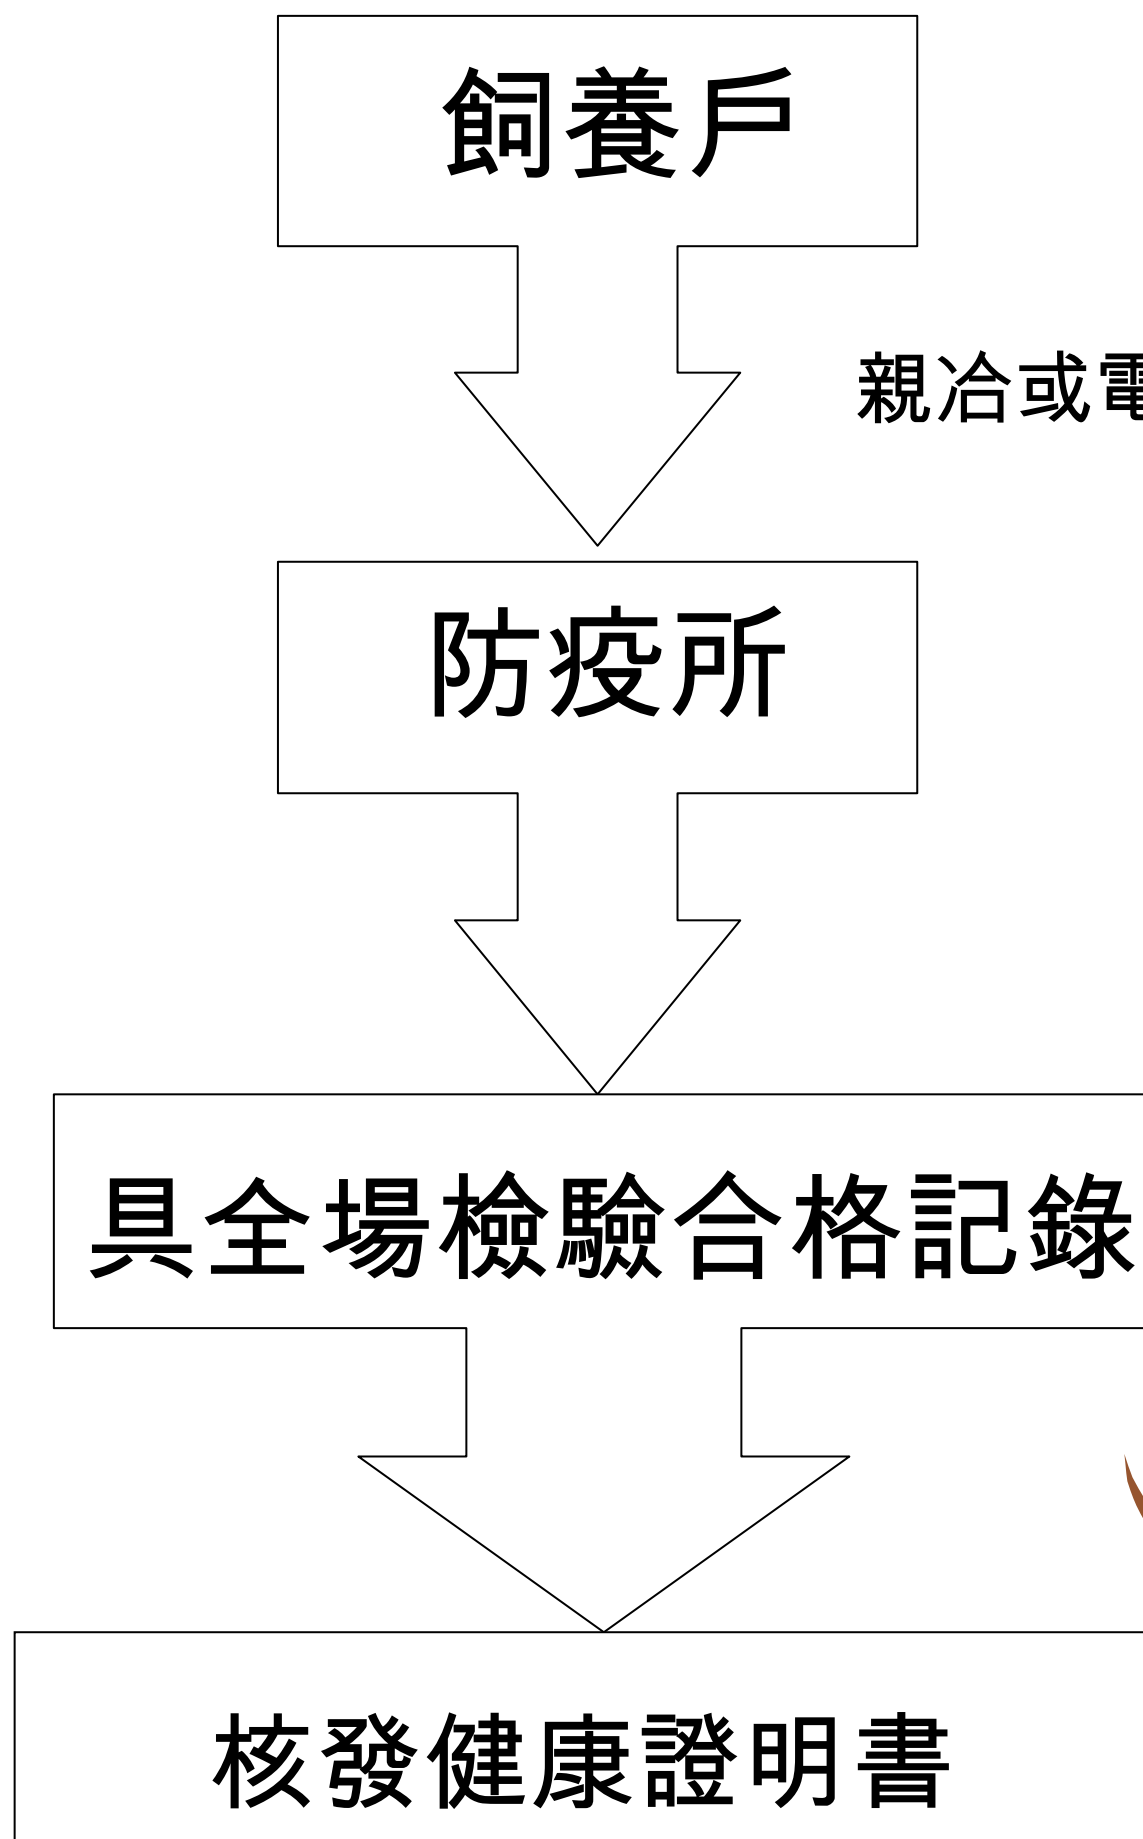 飼養戶
親洽或電
防疫所
具全場檢驗合格記錄
核發健康證明書